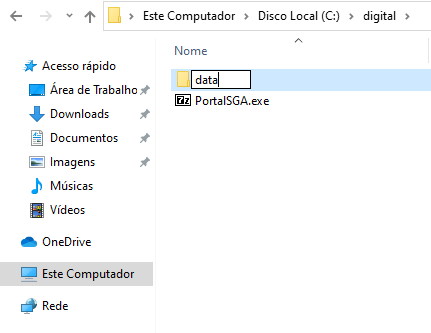 Este Computador > Disco Local (C:) > digital >
Nome
Acesso rápido
Área de Trabalho
Downloads
Documentos
Imagens
Músicas
Vídeos
OneDrive
Este Computador
Rede
data
7z PortalSGA.exe